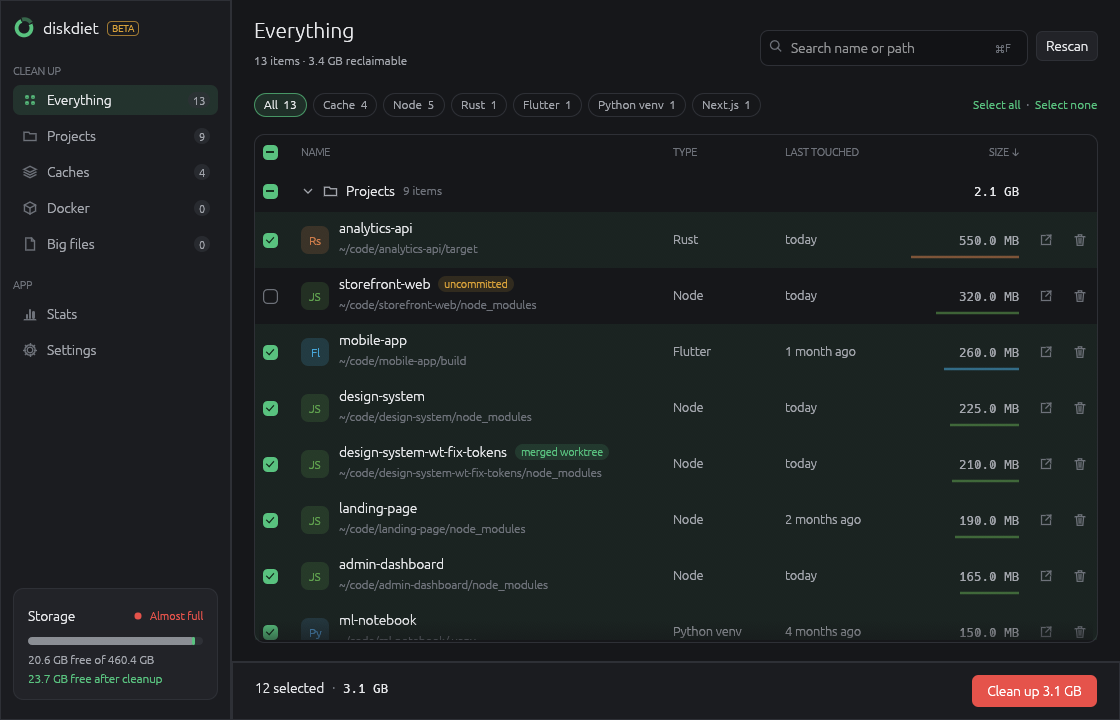 diskdiet BETA
CLEAN UP
Everything 13
Projects 9
Caches 4
Docker 0
Big files 0
APP
Stats
Settings
Storage Almost full
20.6 GB free of 460.4 GB
23.7 GB free after cleanup
Everything
13 items · 3.4 GB reclaimable
Search name or path ⌘F
Rescan
All 13 Cache 4 Node 5 Rust 1 Flutter 1 Python venv 1 Next.js 1
Select all · Select none
NAME TYPE LAST TOUCHED SIZE ↓
Projects 9 items 2.1 GB
Rs analytics-api Rust today 550.0 MB
~/code/analytics-api/target
JS storefront-web uncommitted Node today 320.0 MB
~/code/storefront-web/node_modules
Fl mobile-app Flutter 1 month ago 260.0 MB
~/code/mobile-app/build
JS design-system Node today 225.0 MB
~/code/design-system/node_modules
JS design-system-wt-fix-tokens merged worktree Node today 210.0 MB
~/code/design-system-wt-fix-tokens/node_modules
JS landing-page Node 2 months ago 190.0 MB
~/code/landing-page/node_modules
JS admin-dashboard Node today 165.0 MB
~/code/admin-dashboard/node_modules
Py ml-notebook Python venv 4 months ago 150.0 MB
12 selected · 3.1 GB
Clean up 3.1 GB